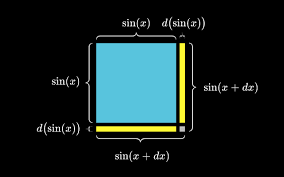 sin(x) d(sin(x))
sin(x) sin(x + dx)
d(sin(x))
sin(x + dx)